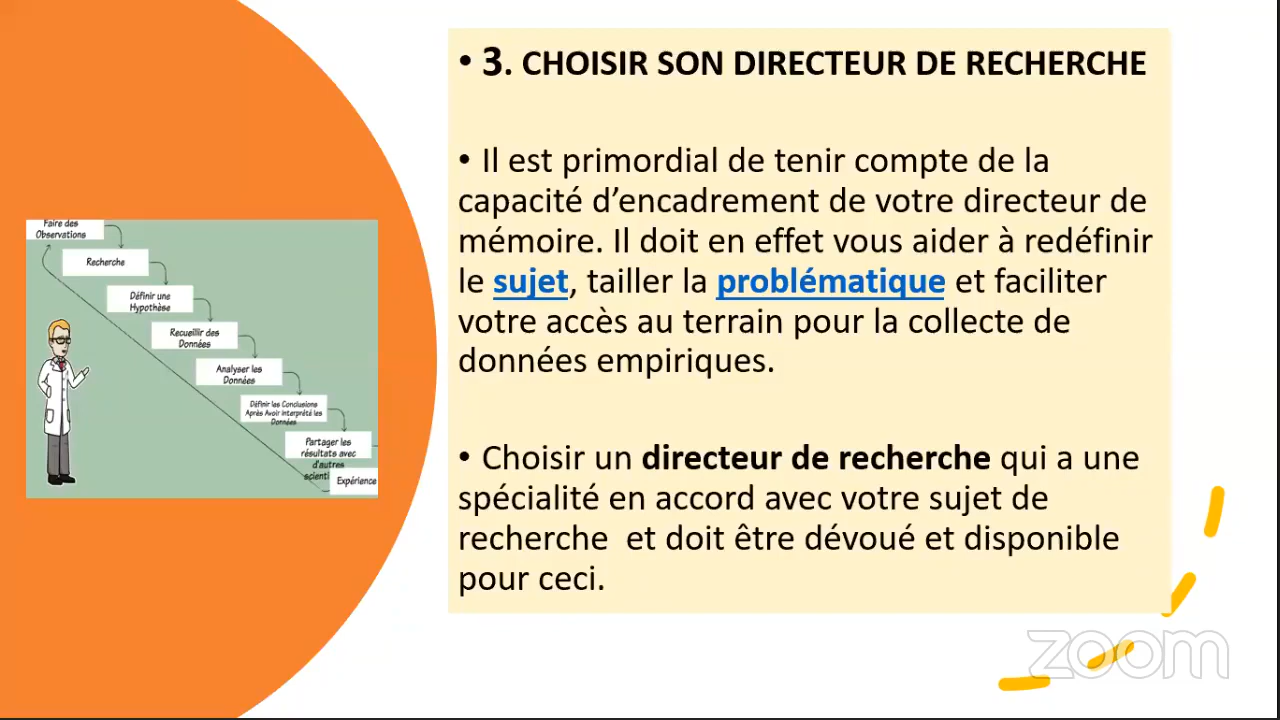 • 3. CHOISIR SON DIRECTEUR DE RECHERCHE
• Il est primordial de tenir compte de la
capacité d’encadrement de votre directeur de
mémoire. Il doit en effet vous aider à redéfinir
le sujet, tailler la problématique et faciliter
votre accès au terrain pour la collecte de
données empiriques.
• Choisir un directeur de recherche qui a une
spécialité en accord avec votre sujet de
recherche  et doit être dévoué et disponible
pour ceci.
Faire des
Observations
Recherche
Définir une
Hypothèse
Recueillir des
Données
Analyser les
Données
Définir les Conclusions
Après Avoir interprété les
Données
Partager les
résultats avec
d'autres
Expérience
zoom